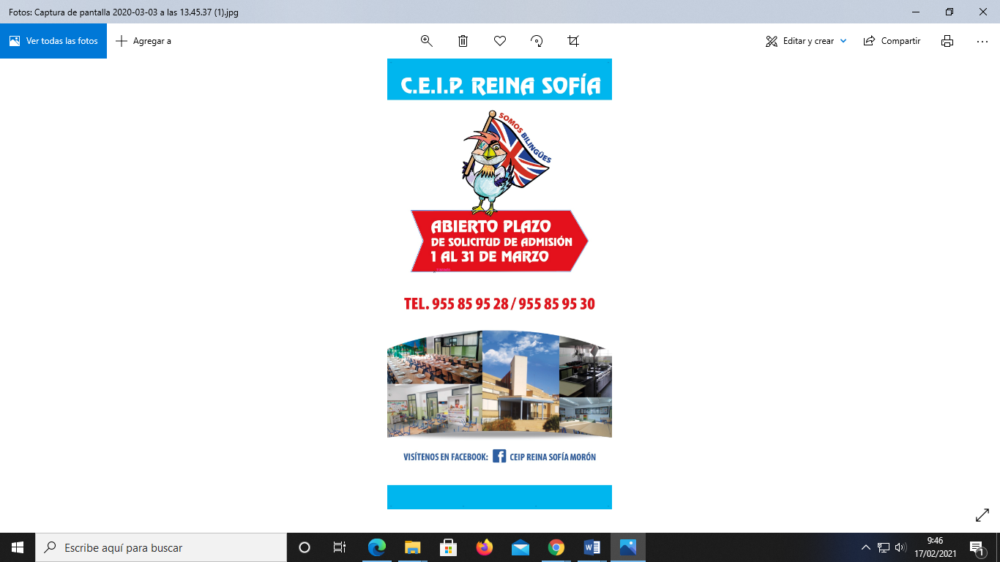 Fotos: Captura de pantalla 2020-03-03 a las 13.45.37 (1).jpg
Ver todas las fotos
Agregar a
Editar y crear
Compartir
C.E.I.P. REINA SOFÍA
SOMOS BILINGÜES
ABIERTO PLAZO
DE SOLICITUD DE ADMISIÓN
1 AL 31 DE MARZO
TEL. 955 85 95 28 / 955 85 95 30
VISÍTENOS EN FACEBOOK: f CEIP REINA SOFÍA MORÓN
Escribe aquí para buscar
9:46
17/02/2021
1